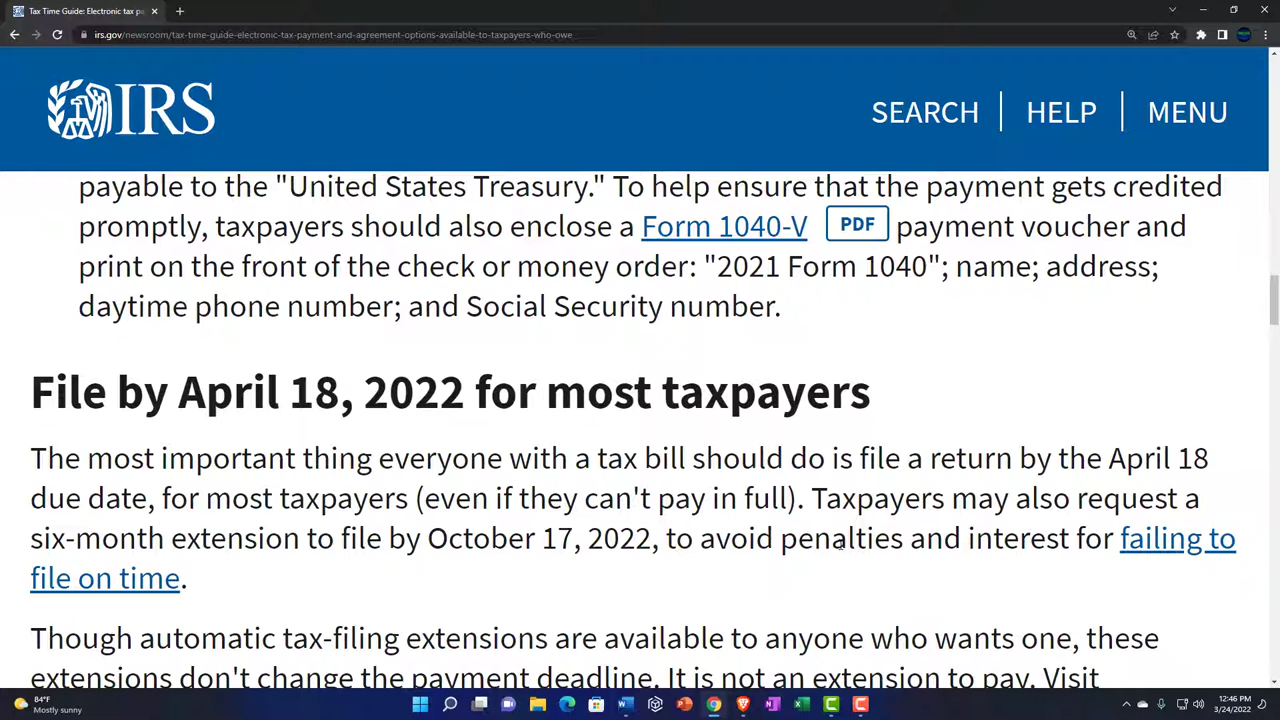 Tax Time Guide: Electronic tax pa
irs.gov/newsroom/tax-time-guide-electronic-tax-payment-and-agreement-options-available-to-taxpayers-who-owe
IRS
SEARCH
HELP
MENU
payable to the "United States Treasury." To help ensure that the payment gets credited
promptly, taxpayers should also enclose a Form 1040-V PDF payment voucher and
print on the front of the check or money order: "2021 Form 1040"; name; address;
daytime phone number; and Social Security number.
File by April 18, 2022 for most taxpayers
The most important thing everyone with a tax bill should do is file a return by the April 18
due date, for most taxpayers (even if they can't pay in full). Taxpayers may also request a
six-month extension to file by October 17, 2022, to avoid penalties and interest for failing to
file on time.
Though automatic tax-filing extensions are available to anyone who wants one, these
extensions don't change the payment deadline. It is not an extension to pay. Visit
84°F
Mostly sunny
12:46 PM
3/24/2022